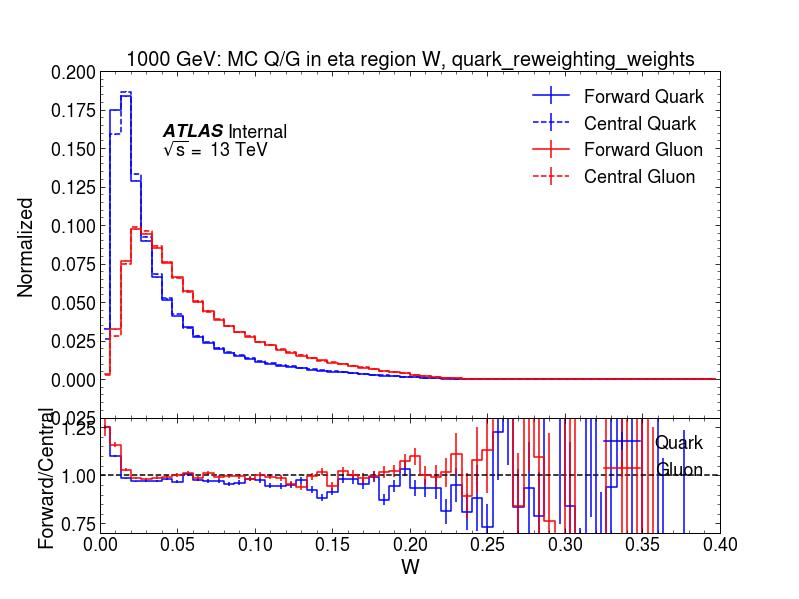 1000 GeV: MC Q/G in eta region W, quark_reweighting_weights
0.200
0.175
0.150
0.125
0.100
0.075
0.050
0.025
0.000
0.025
Normalized
ATLAS Internal
√s = 13 TeV
Forward Quark
Central Quark
Forward Gluon
Central Gluon
1.25
1.00
0.75
Forward/Central
Quark
Gluon
0.00 0.05 0.10 0.15 0.20 0.25 0.30 0.35 0.40
W